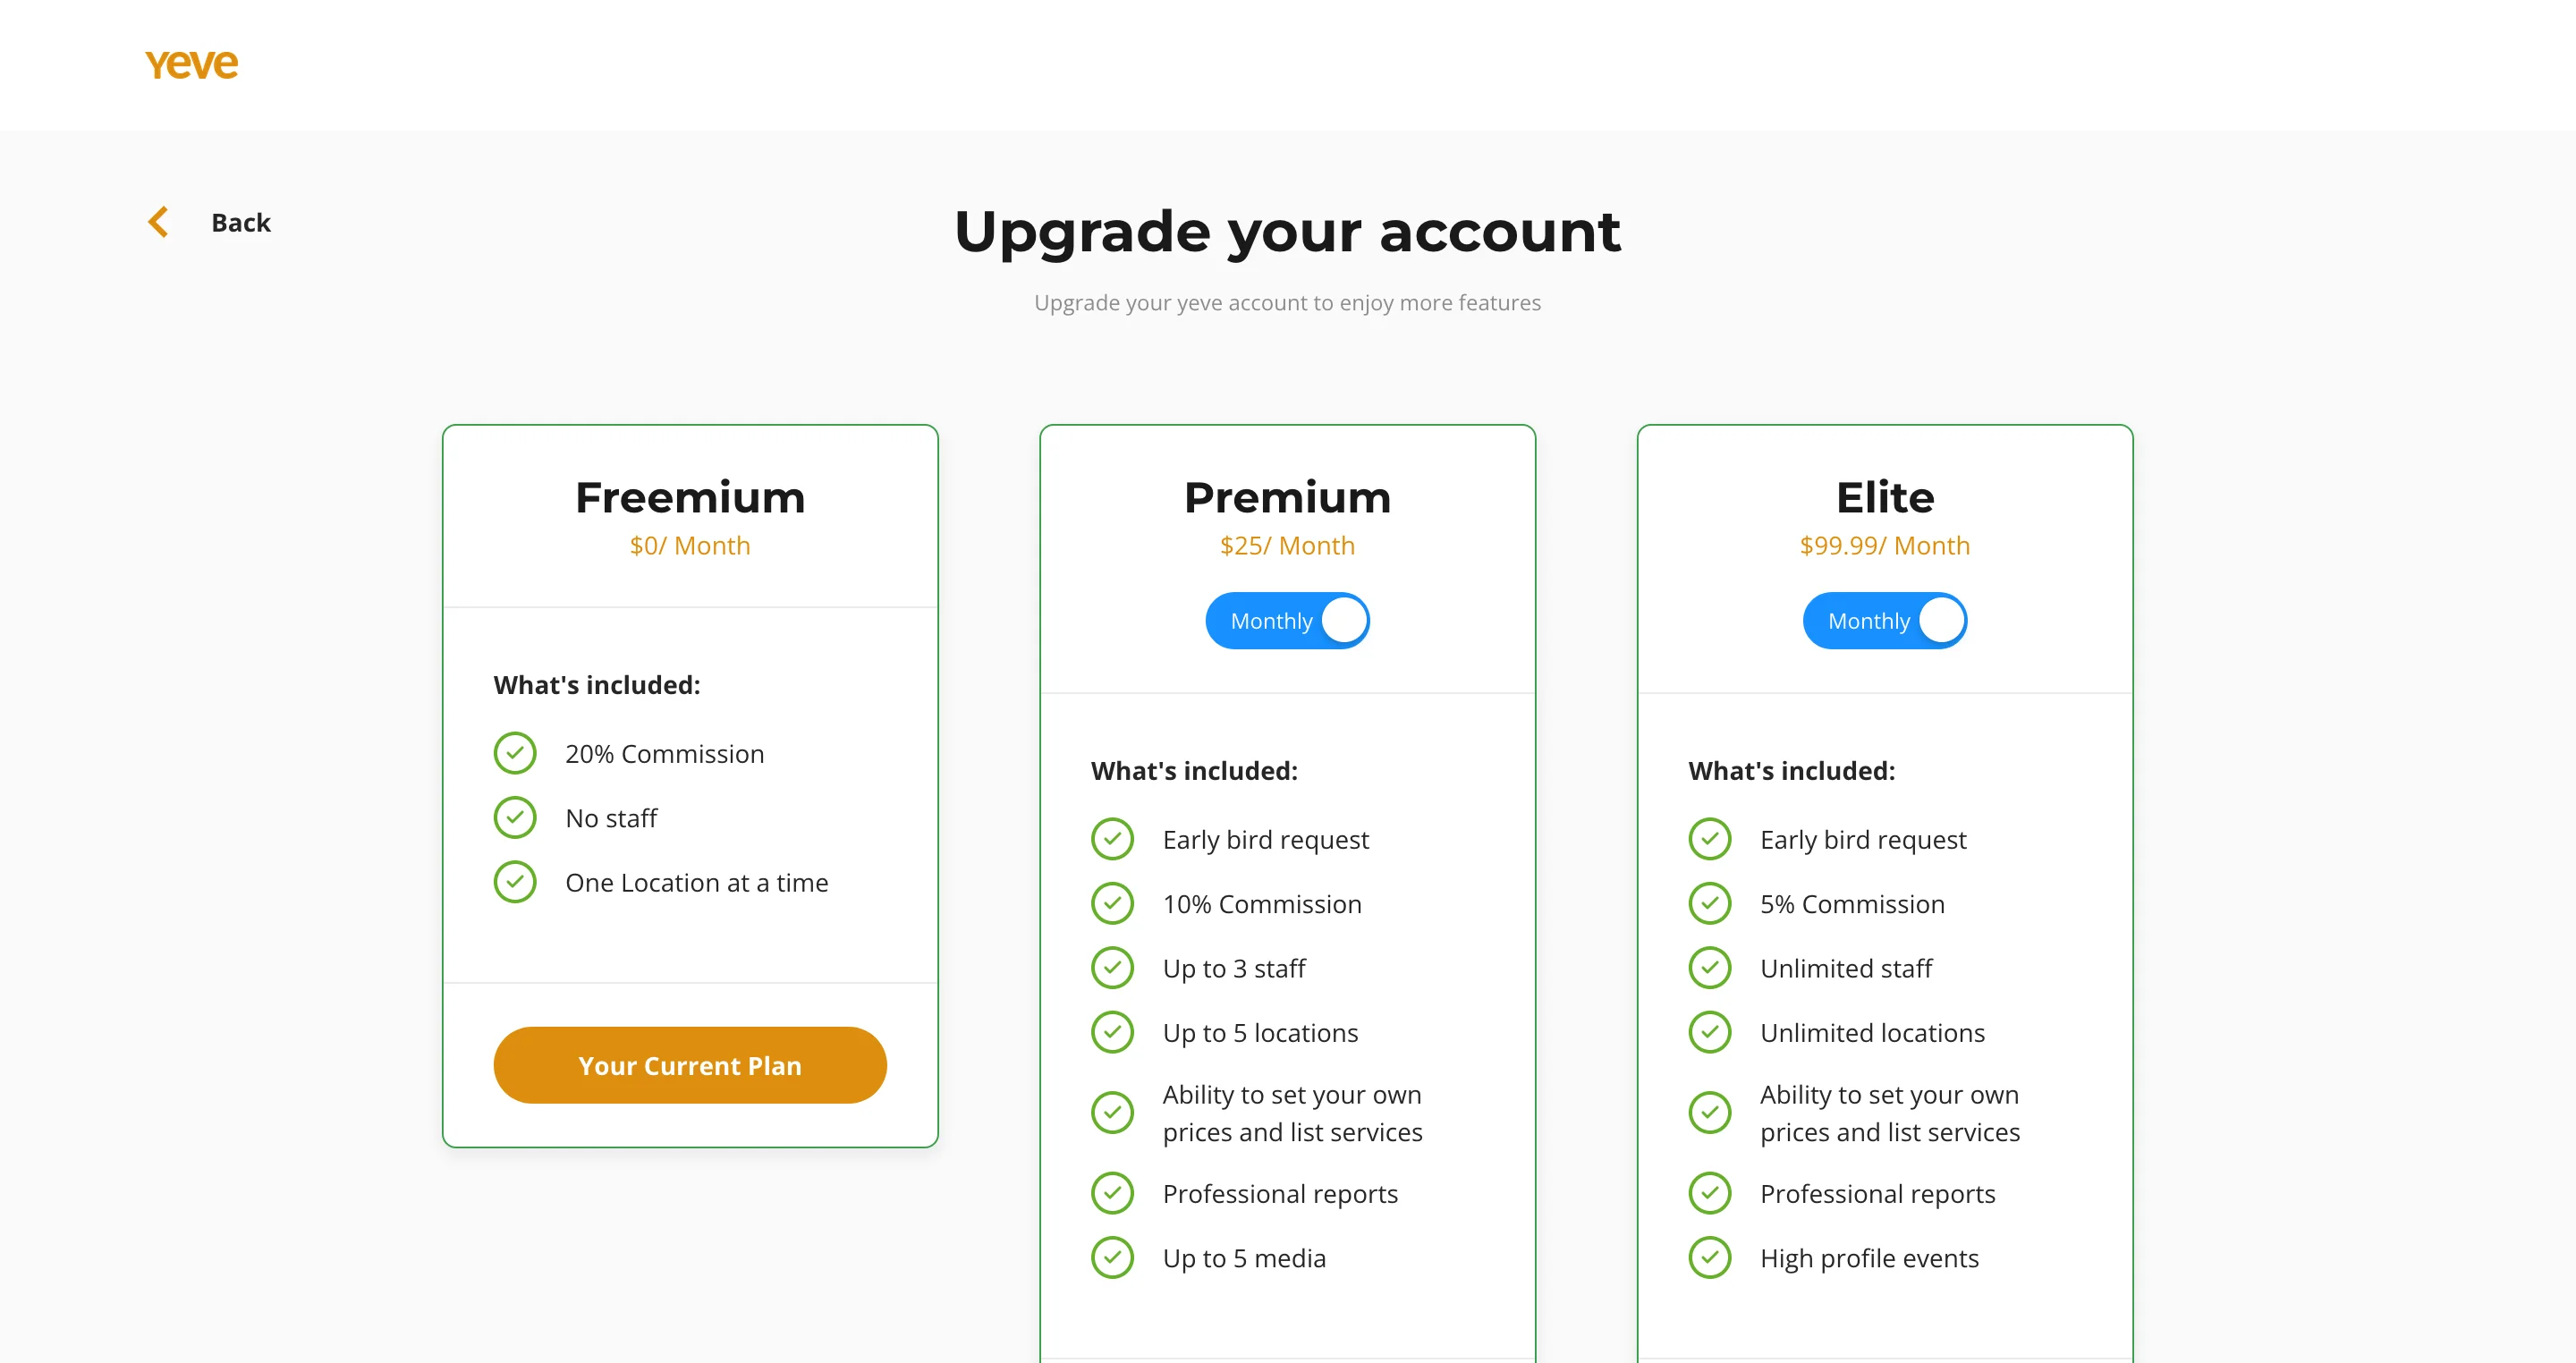 yeve
Back
Upgrade your account
Upgrade your yeve account to enjoy more features
Freemium
$0/ Month
What's included:
20% Commission
No staff
One Location at a time
Your Current Plan
Premium
$25/ Month
Monthly
What's included:
Early bird request
10% Commission
Up to 3 staff
Up to 5 locations
Ability to set your own
prices and list services
Professional reports
Up to 5 media
Elite
$99.99/ Month
Monthly
What's included:
Early bird request
5% Commission
Unlimited staff
Unlimited locations
Ability to set your own
prices and list services
Professional reports
High profile events